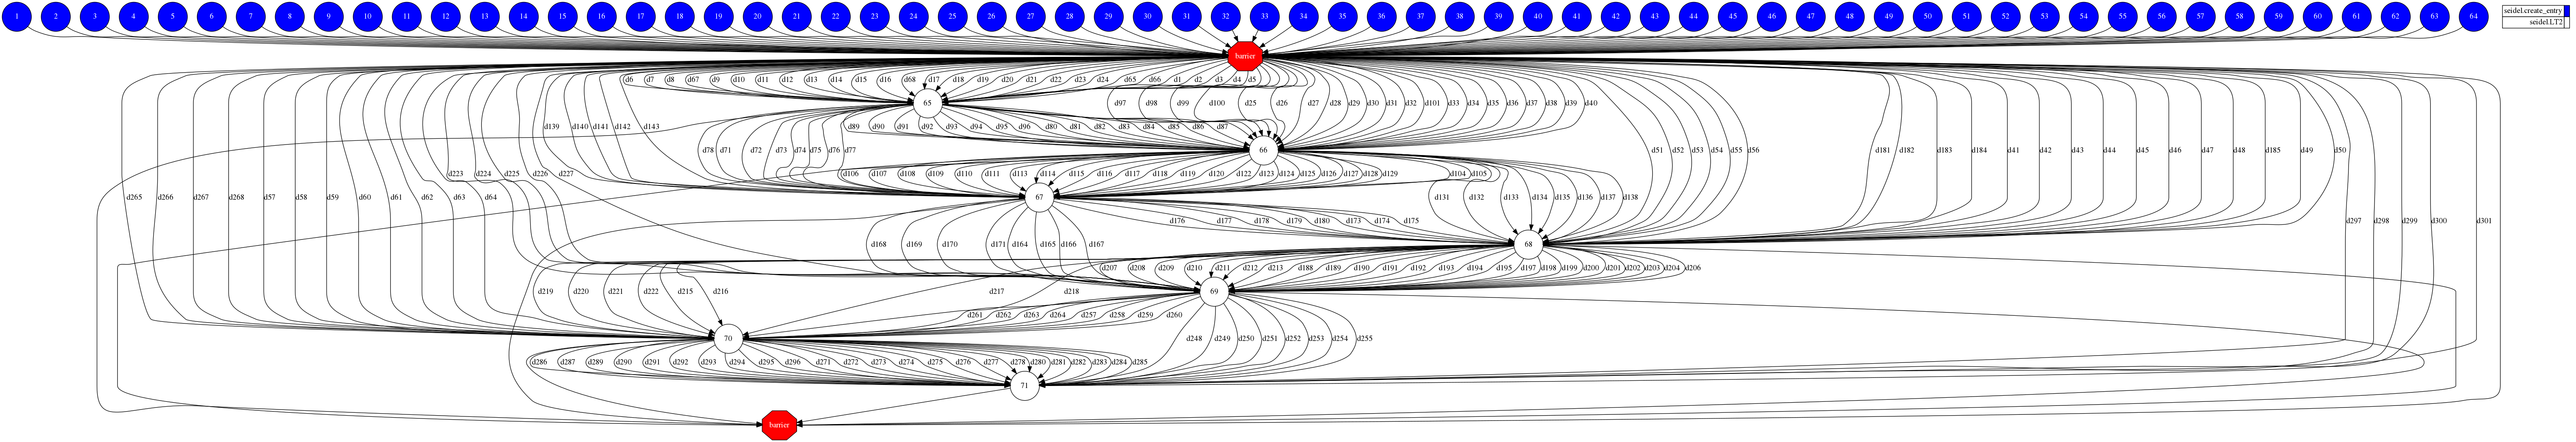 1 2 3 4 5 6 7 8 9 10 11 12 13 14 15 16 17 18 19 20 21 22 23 24 25 26 27 28 29 30 31 32 33 34 35 36 37 38 39 40 41 42 43 44 45 46 47 48 49 50 51 52 53 54 55 56 57 58 59 60 61 62 63 64
seidel.create_entry
seidel.LT2
barrier
d6 d7 d8 d67 d9 d10 d11 d12 d13 d14 d15 d16 d68 d17 d18 d19 d20 d21 d22 d23 d24 d65 d66 d1 d2 d3 d4 d5
65
d97 d98 d99 d100 d25 d26 d27 d28 d29 d30 d31 d32 d101 d33 d34 d35 d36 d37 d38 d39 d40
d139 d140 d141 d142 d143 d89 d90 d91 d92 d93 d94 d95 d96 d80 d81 d82 d83 d84 d85 d86 d87
78 d71 d72 d73 d74 d75 d76 d77
66
d51 d52 d53 d54 d55 d56 d181 d182 d183 d184 d41 d42 d43 d44 d45 d46 d47 d48 d185 d49 d50
d223 d224 d225 d226 d227 d106 d107 d108 d109 d110 d111 d113 d114 d115 d116 d117 d118 d119 d120 d122 d123 d124 d125 d126 d127 d128 d129 d104 d105
d265 d266 d267 d268 d57 d58 d59 d60 d61 d62 d63 d64
67
d131 d132 d133 d134 d135 d136 d137 d138
d176 d177 d178 d179 d180 d173 d174 d175
d297 d298 d299 d300 d301
d168 d169 d170 d171 d164 d165 d166 d167
68
d207 d208 d209 d210 d211 d212 d213 d188 d189 d190 d191 d192 d193 d194 d195 d197 d198 d199 d200 d201 d202 d203 d204 d206
d219 d220 d221 d222 d215 d216 d217 d218
69
d261 d262 d263 d264 d257 d258 d259 d260
70
d248 d249 d250 d251 d252 d253 d254 d255
d286 d287 d289 d290 d291 d292 d293 d294 d295 d296 d271 d272 d273 d274 d275 d276 d277 d278 d280 d281 d282 d283 d284 d285
71
barrier